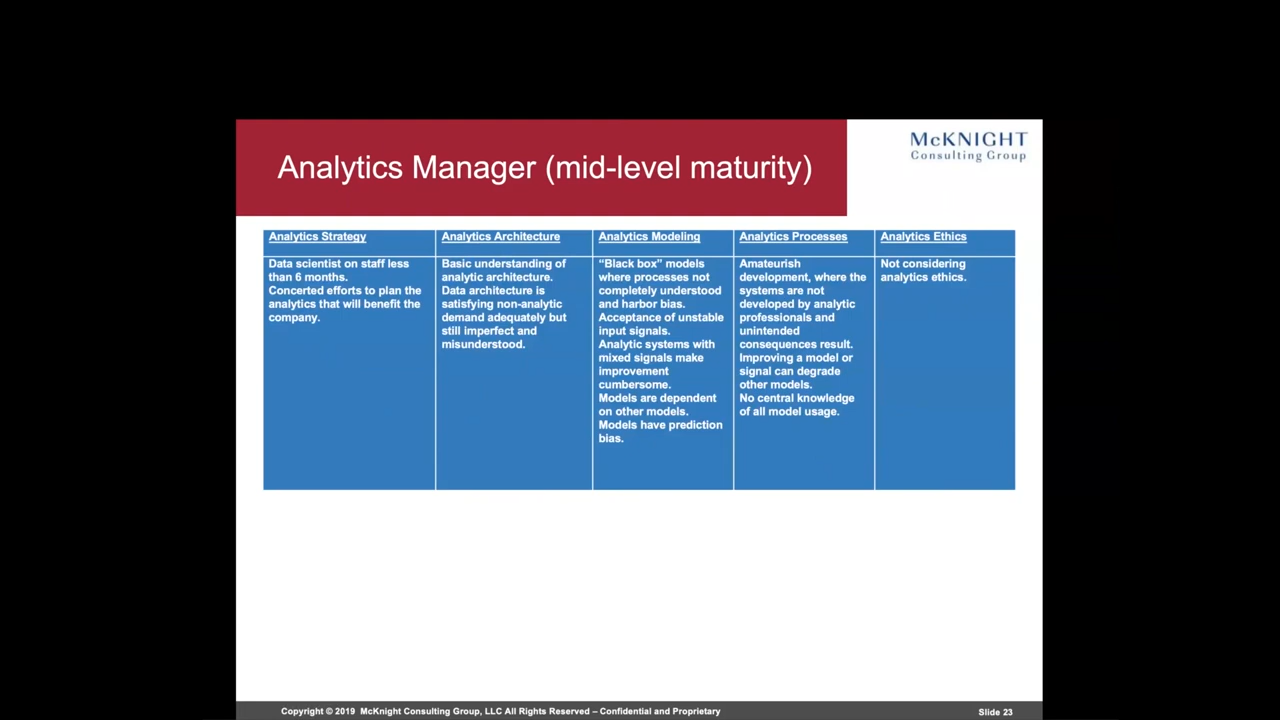 Analytics Manager (mid-level maturity)
McKNIGHT
Consulting Group
Analytics Strategy
Data scientist on staff less
than 6 months.
Concerted efforts to plan the
analytics that will benefit the
company.
Analytics Architecture
Basic understanding of
analytic architecture.
Data architecture is
satisfying non-analytic
demand adequately but
still imperfect and
misunderstood.
Analytics Modeling
“Black box” models
where processes not
completely understood
and harbor bias.
Acceptance of unstable
input signals.
Analytic systems with
mixed signals make
improvement
cumbersome.
Models are dependent
on other models.
Models have prediction
bias.
Analytics Processes
Amateurish
development, where the
systems are not
developed by analytic
professionals and
unintended
consequences result.
Improving a model or
signal can degrade
other models.
No central knowledge
of all model usage.
Analytics Ethics
Not considering
analytics ethics.
Copyright © 2019 McKnight Consulting Group, LLC All Rights Reserved – Confidential and Proprietary
Slide 23